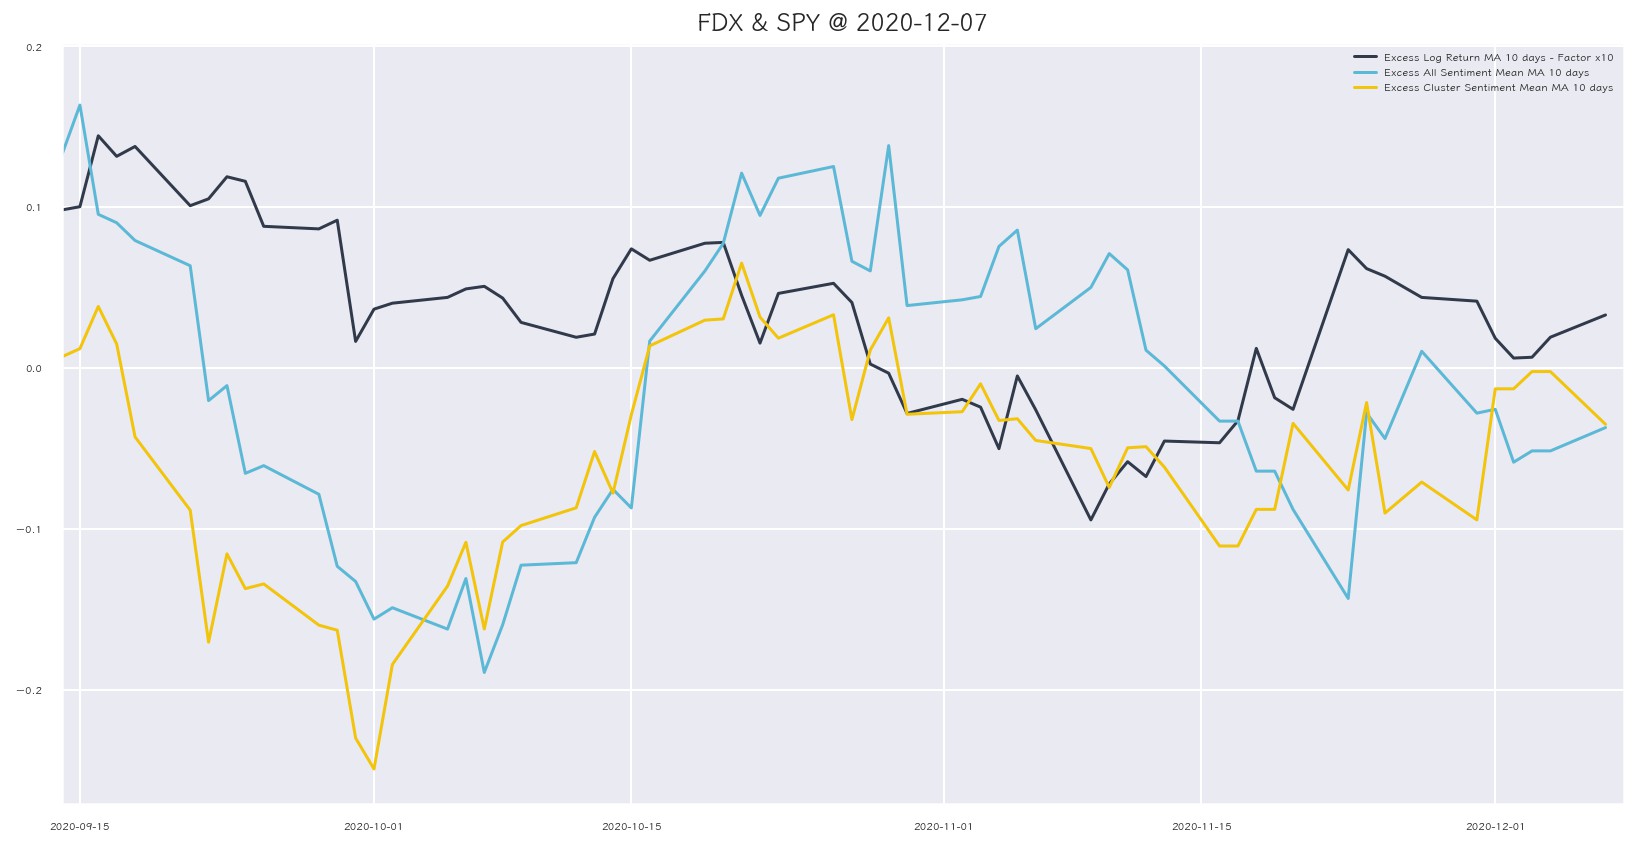 FDX & SPY @ 2020-12-07
Excess Log Return MA 10 days - Factor x10
Excess All Sentiment Mean MA 10 days
Excess Cluster Sentiment Mean MA 10 days
0.2
0.1
0.0
−0.1
−0.2
2020-09-15
2020-10-01
2020-10-15
2020-11-01
2020-11-15
2020-12-01